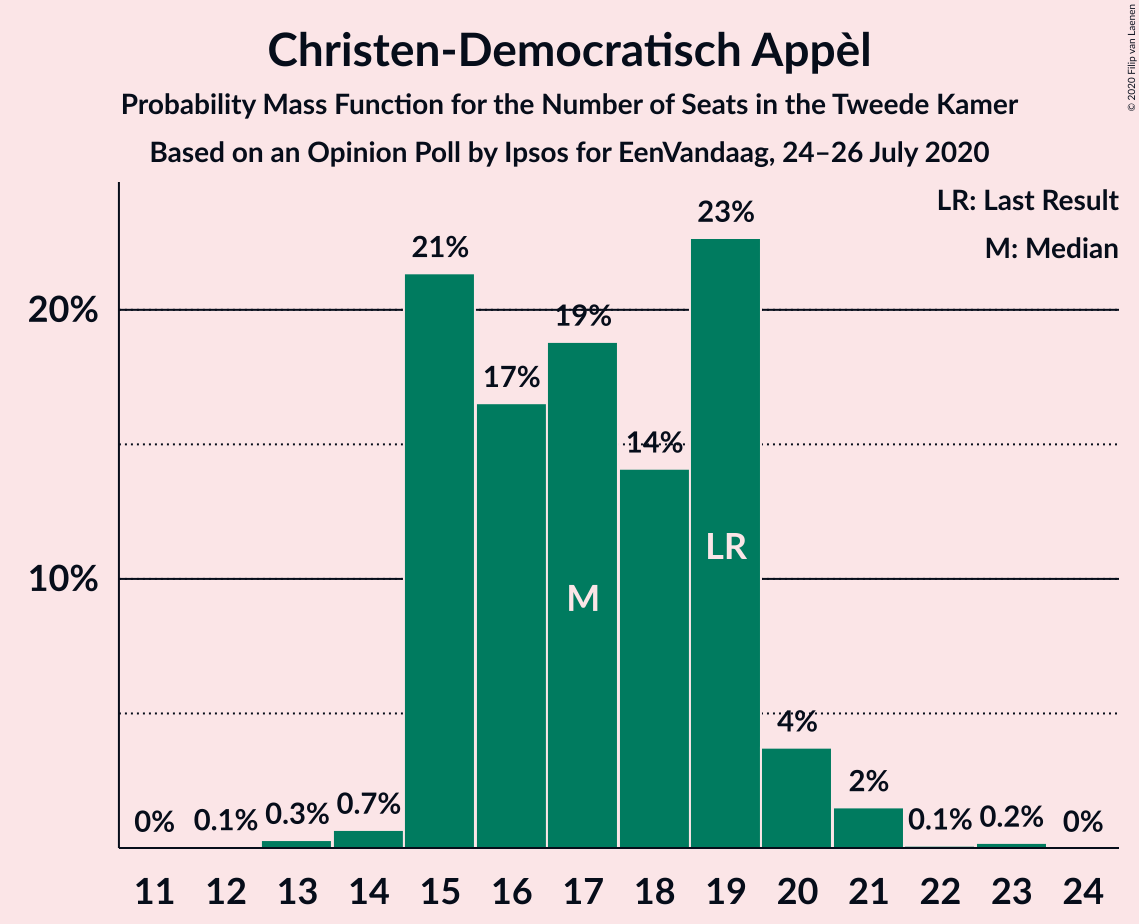 Christen-Democratisch Appèl
Probability Mass Function for the Number of Seats in the Tweede Kamer
Based on an Opinion Poll by Ipsos for EenVandaag, 24–26 July 2020
© 2020 Filip van Laenen
LR: Last Result
M: Median
20%
10%
0%
0.1%
0.3%
0.7%
21%
17%
19%
14%
23%
4%
2%
0.1%
0.2%
0%
M
LR
11 12 13 14 15 16 17 18 19 20 21 22 23 24